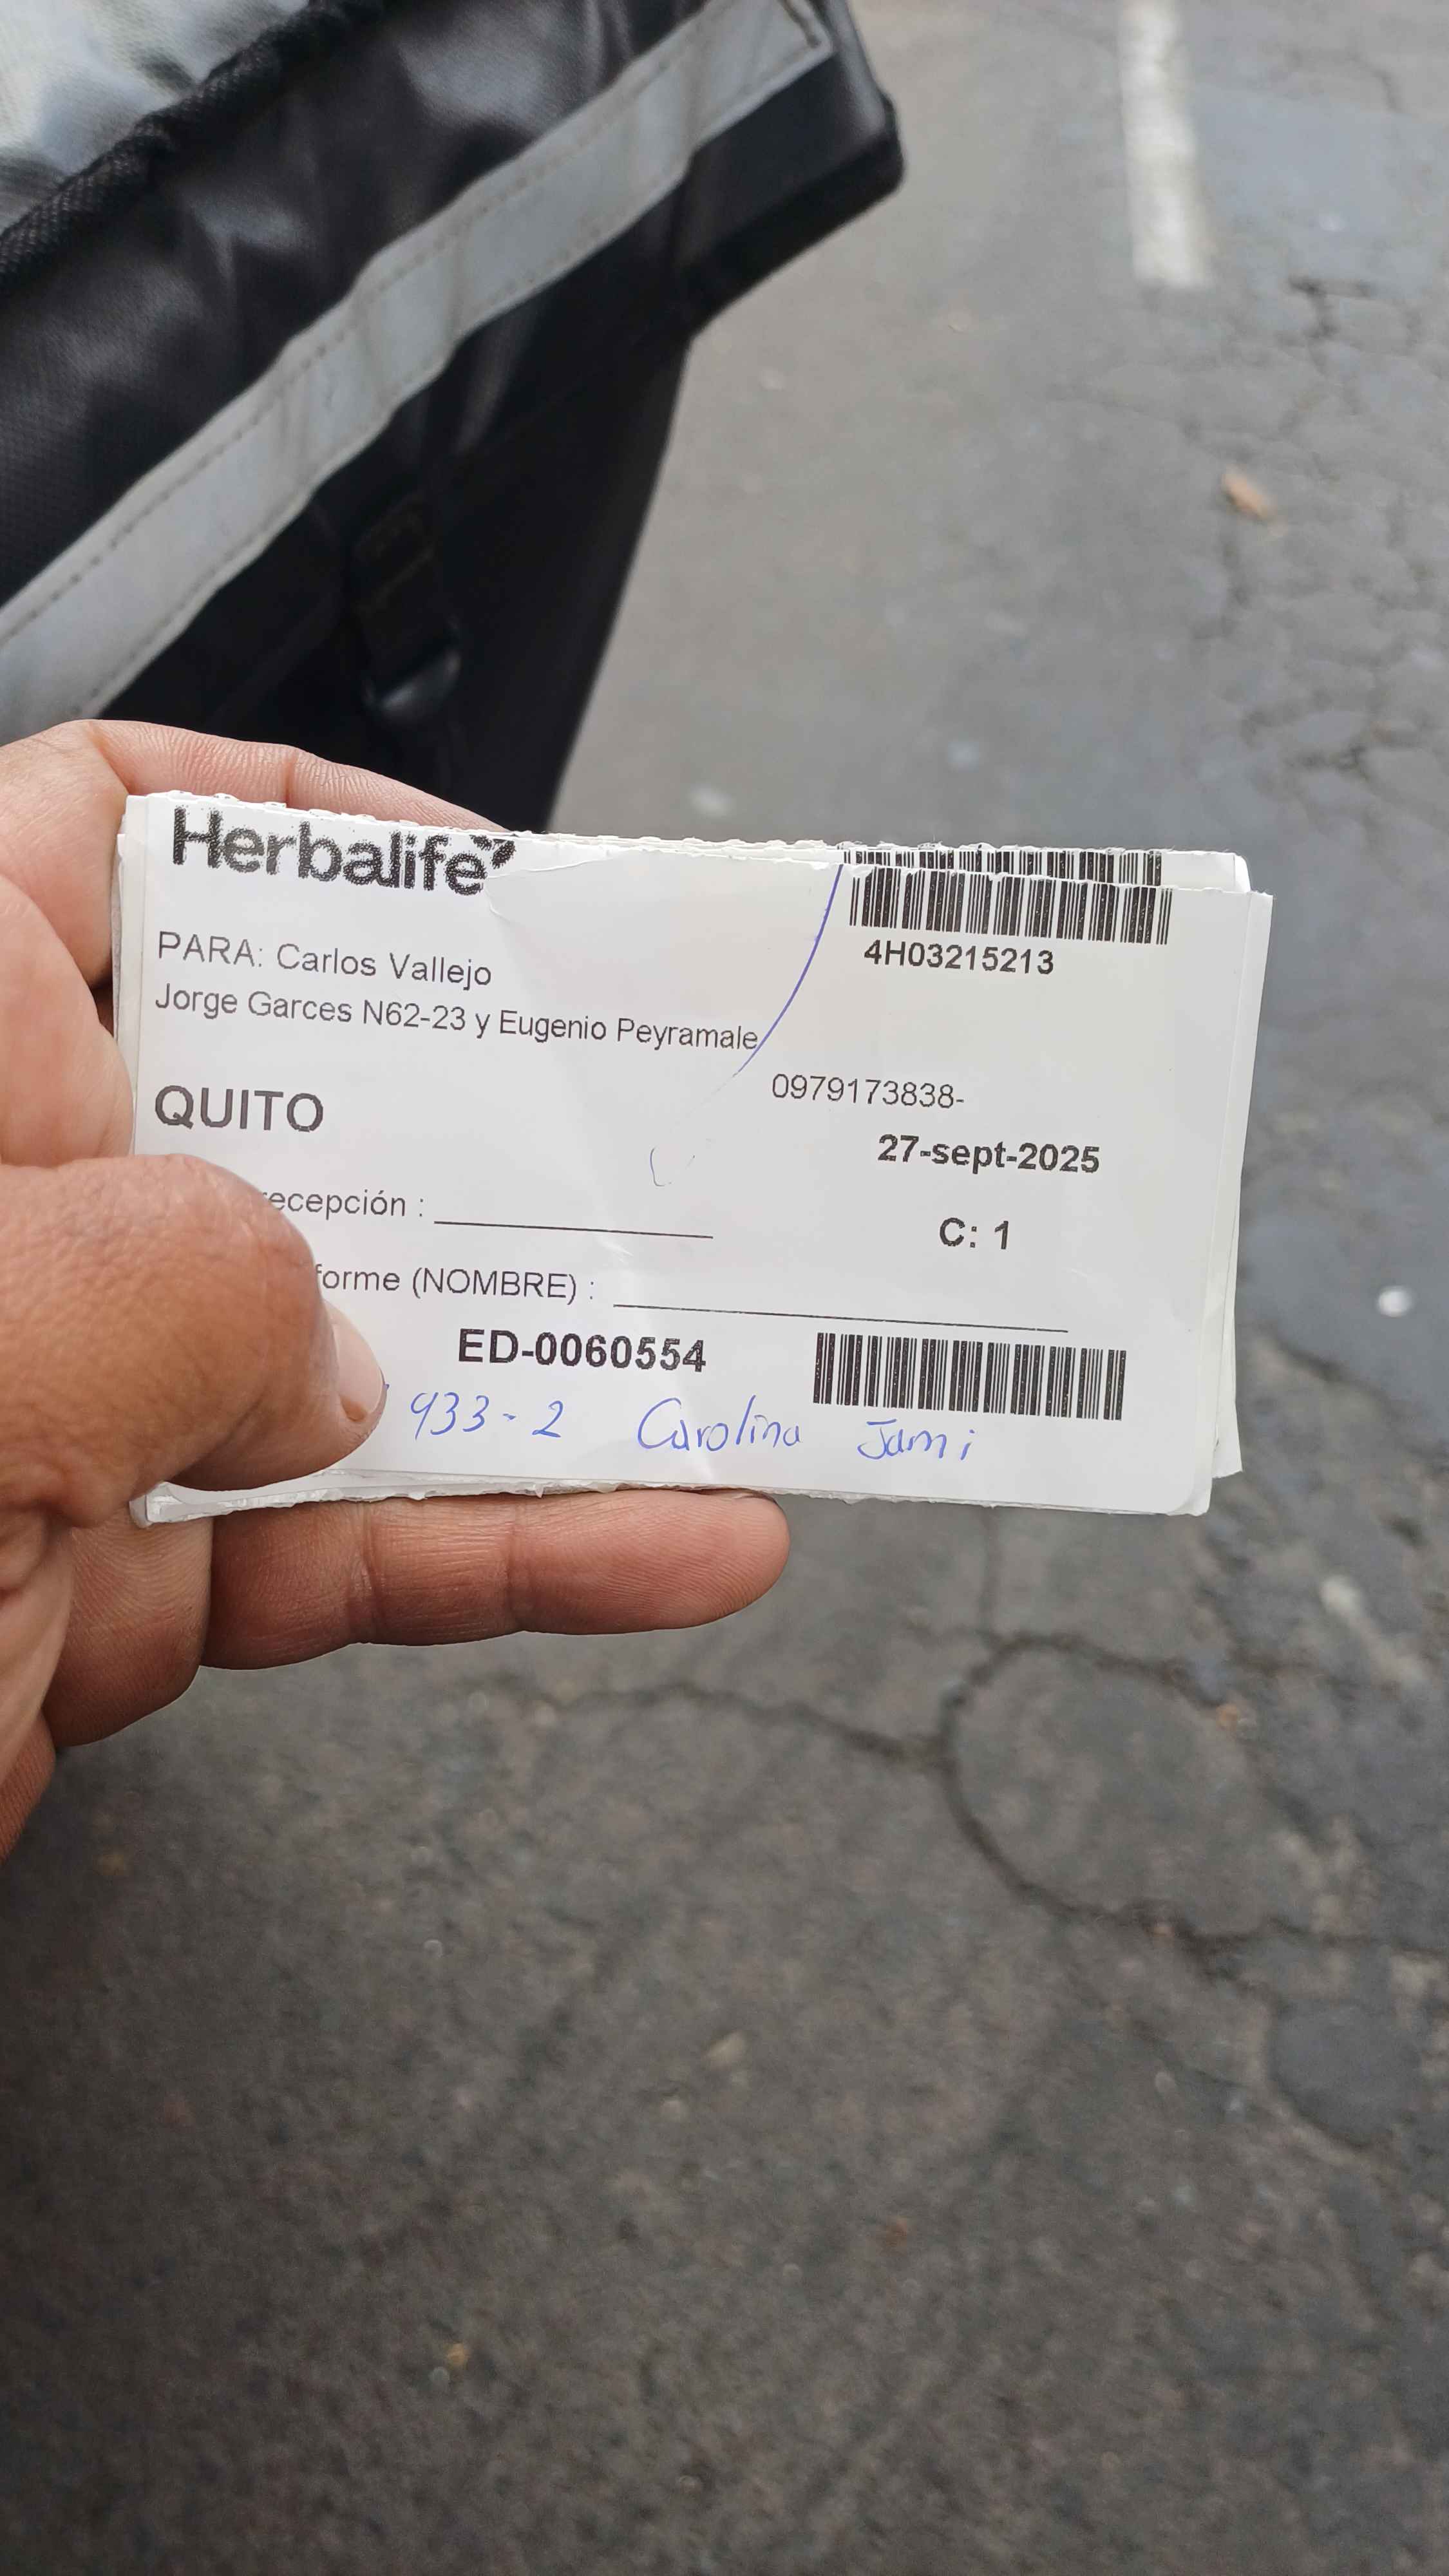 Herbalife
4H03215213
PARA: Carlos Vallejo
Jorge Garces N62-23 y Eugenio Peyramale
0979173838-
QUITO
27-sept-2025
ecepción :
C: 1
forme (NOMBRE) :
ED-0060554
933-2 Carolina Jami